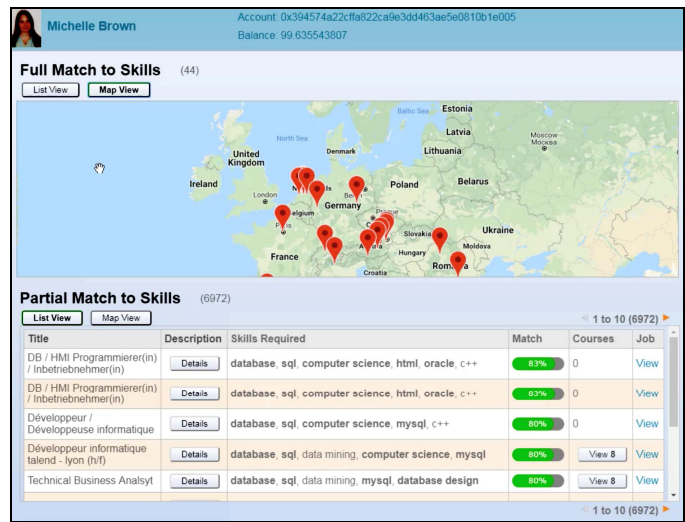 Michelle Brown
Account: 0x394574a22cffa822ca9e3dd463ae5e0810b1e005
Balance: 99 635543807
Full Match to Skills (44)
List View Map View
Baltic Sea Estonia
Latvia
North Sea
Moscow
Москва
Denmark
Lithuania
United
Kingdom
Ireland
Belarus
London
Poland
Germany
Ukraine
Slovakia
Moldova
France
Hungary
Croatia
Partial Match to Skills (6972)
List View Map View 1 to 10 (6972)
Title Description Skills Required Match Courses Job
DB / HMI Programmierer(in)
/ Inbetriebnehmer(in) Details database, sql, computer science, html, oracle, c++ 83% 0 View
DB / HMI Programmierer(in)
/ Inbetriebnehmer(in) Details database, sql, computer science, html, oracle, c++ 83% 0 View
Développeur /
Développeuse informatique Details database, sql, computer science, mysql, c++ 80% 0 View
Développeur informatique
talend - lyon (h/f) Details database, sql, data mining, computer science, mysql 80% View 8 View
Technical Business Analsyt Details database, sql, data mining, mysql, database design 80% View 8 View
1 to 10 (6972)